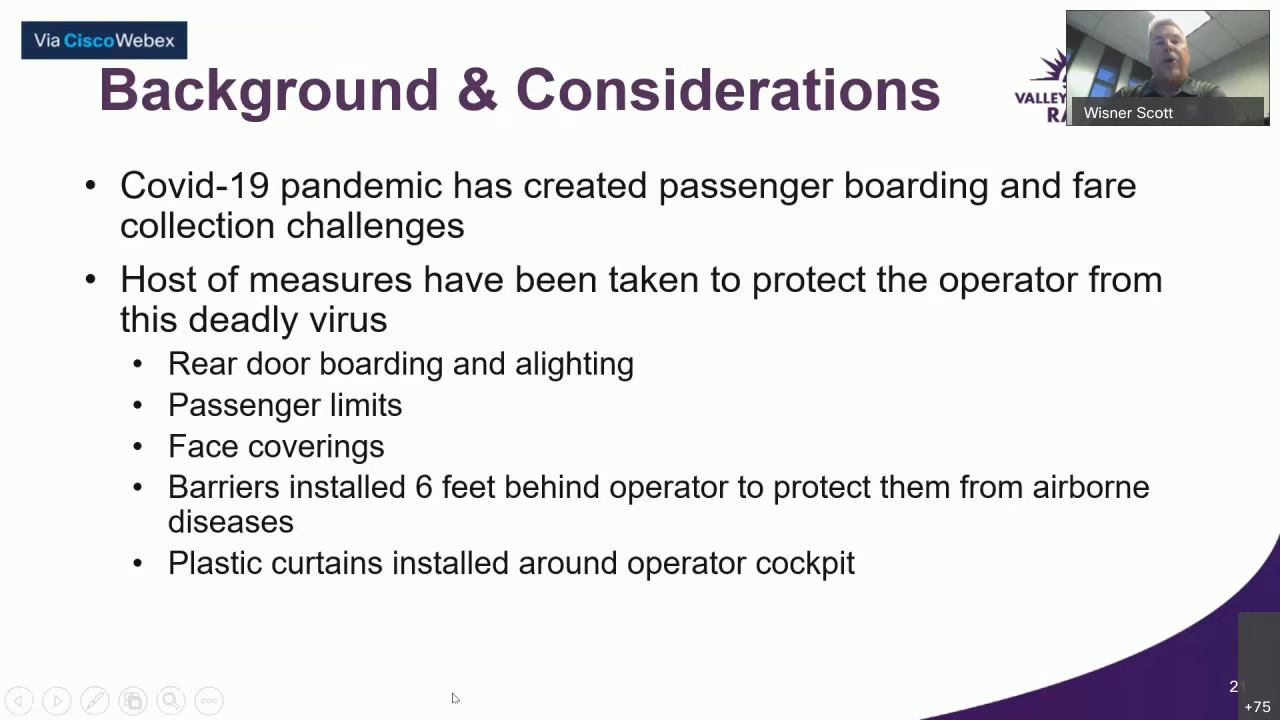 Via CiscoWebex
Background & Considerations
VALLEY
RA
Wisner Scott
• Covid-19 pandemic has created passenger boarding and fare
collection challenges
• Host of measures have been taken to protect the operator from
this deadly virus
• Rear door boarding and alighting
• Passenger limits
• Face coverings
• Barriers installed 6 feet behind operator to protect them from airborne
diseases
• Plastic curtains installed around operator cockpit
2
+75